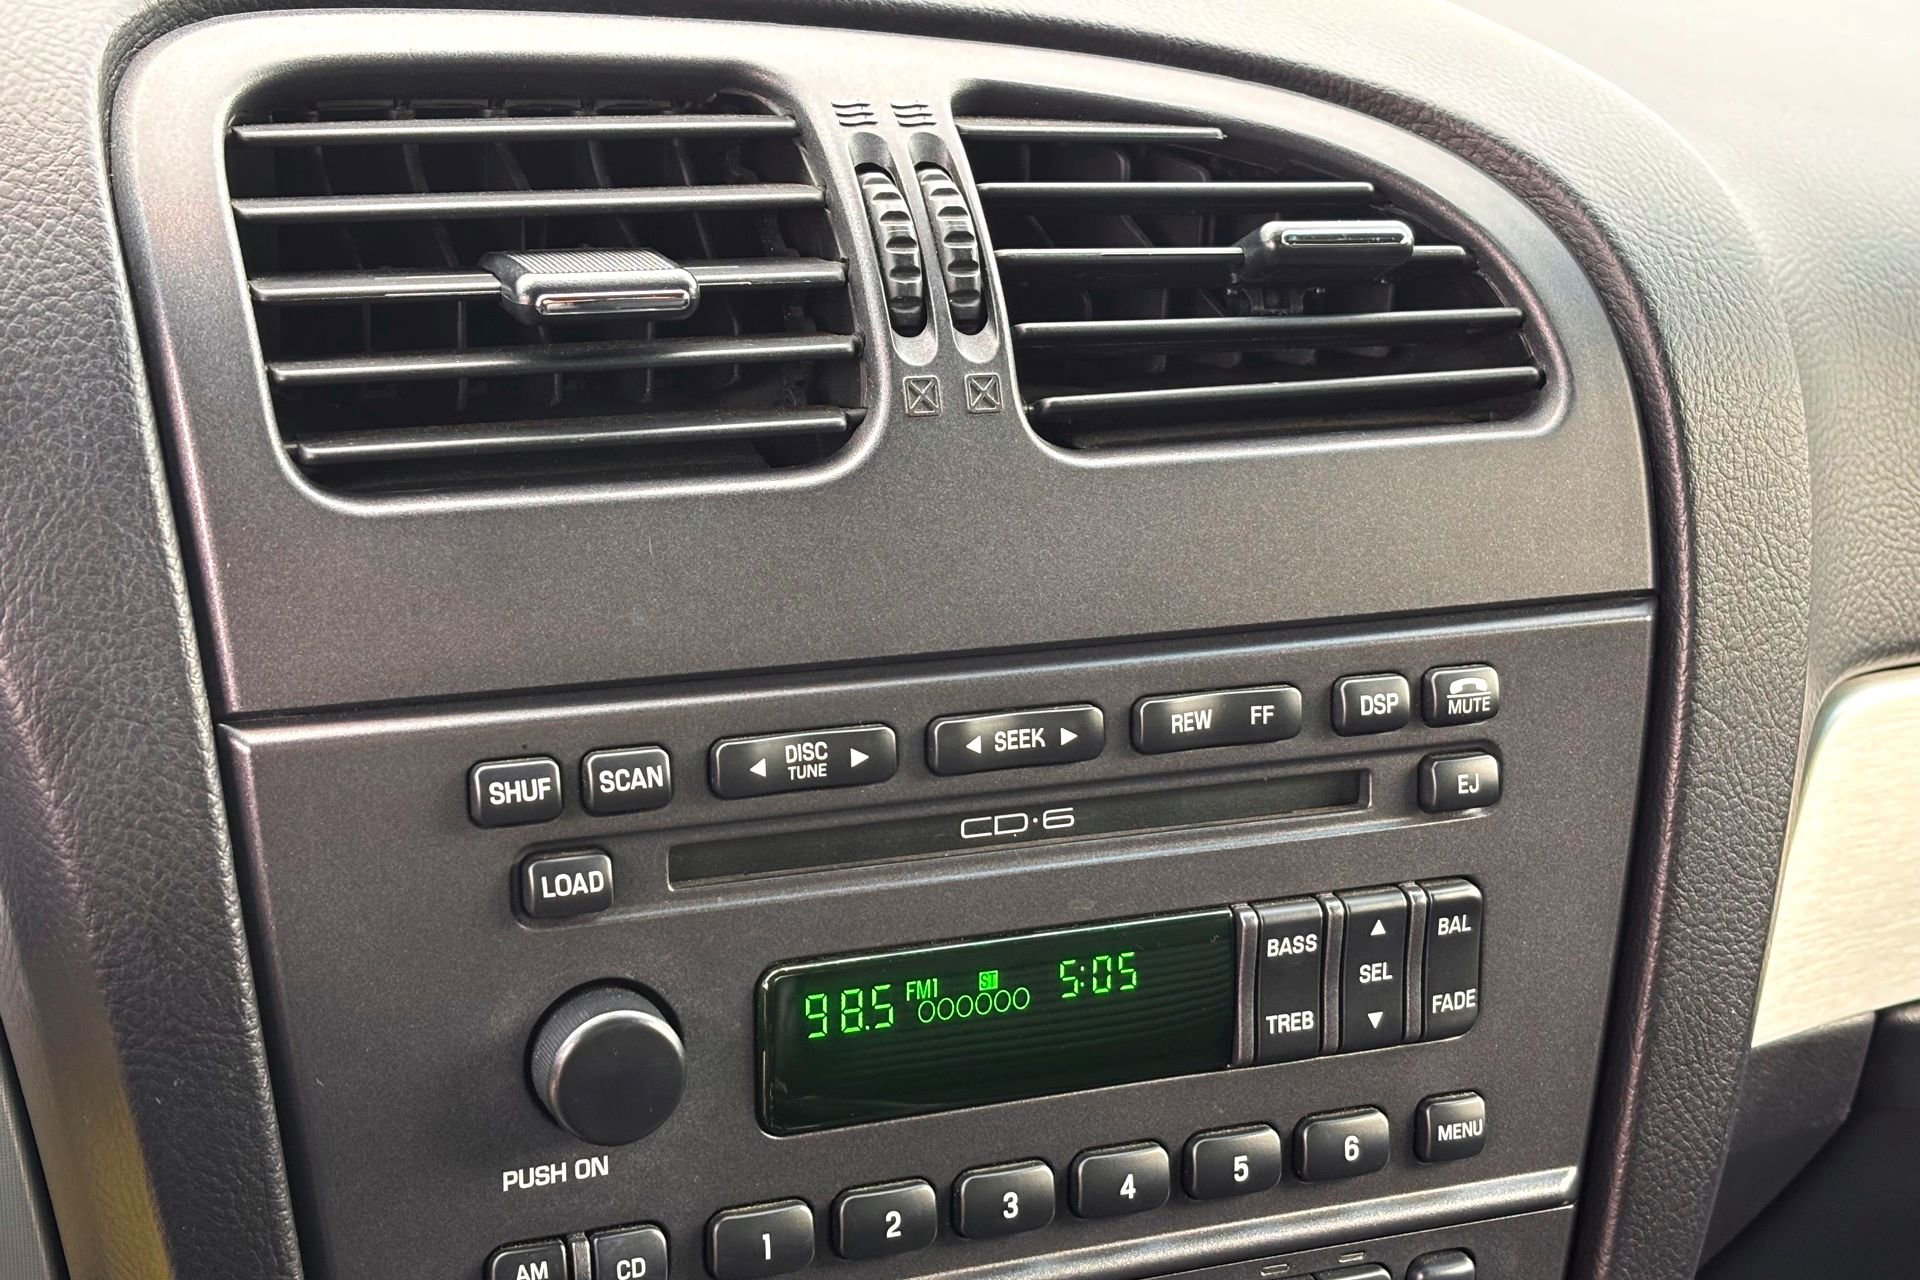 SHUF
SCAN
DISC
TUNE
SEEK
REW FF
DSP
MUTE
CD·6
EJ
LOAD
98.5 FM1 ST 5:05
BASS
TREB
SEL
BAL
FADE
PUSH ON
1 2 3 4 5 6
MENU
AM
CD